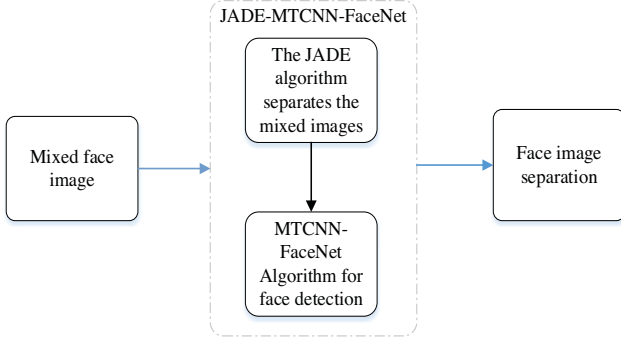 JADE-MTCNN-FaceNet
The JADE
algorithm
separates the
mixed images
Mixed face
image
Face image
separation
MTCNN-
FaceNet
Algorithm for
face detection